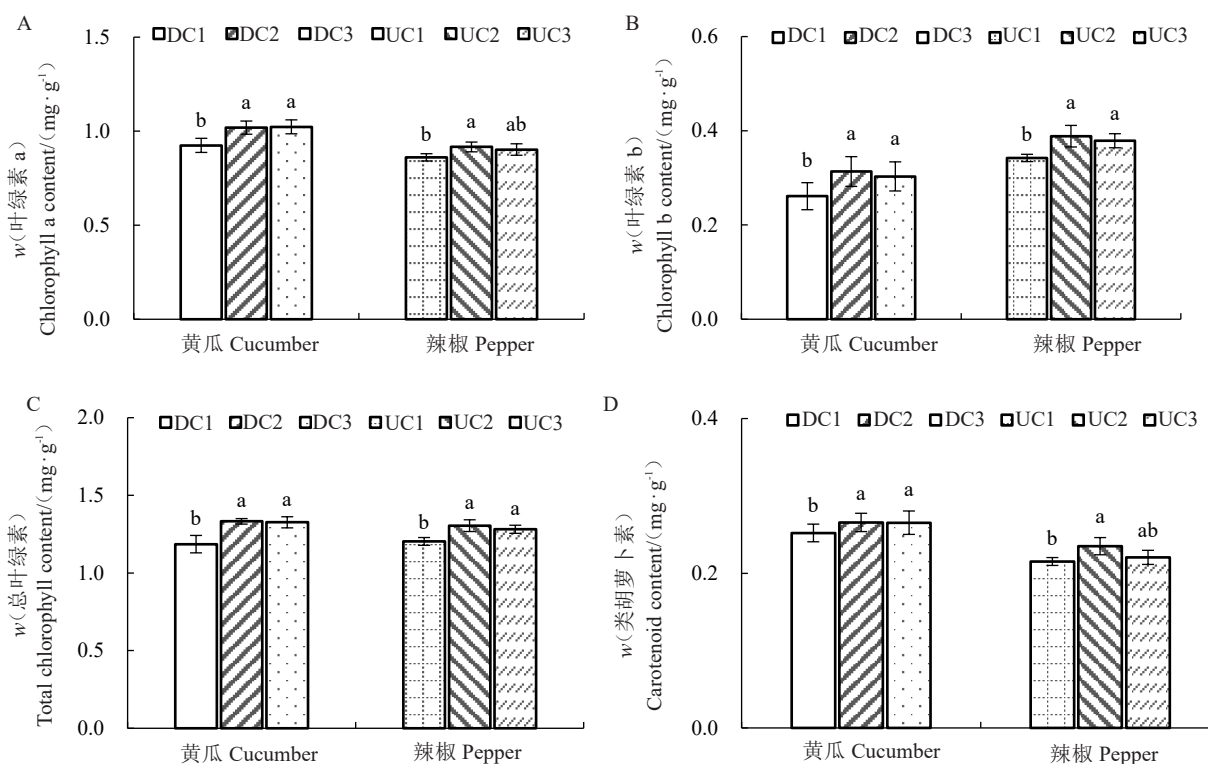 A
1.5
DC1 DC2 DC3 UC1 UC2 UC3
b a a b a ab
1.0
0.5
0.0
w(叶绿素 a)
Chlorophyll a content/(mg·g⁻¹)
黄瓜 Cucumber 辣椒 Pepper
B
0.6
DC1 DC2 DC3 UC1 UC2 UC3
b a a b a a
0.4
0.2
0.0
w(叶绿素 b)
Chlorophyll b content/(mg·g⁻¹)
黄瓜 Cucumber 辣椒 Pepper
C
2.0
DC1 DC2 DC3 UC1 UC2 UC3
b a a b a a
1.5
1.0
0.5
0.0
w(总叶绿素)
Total chlorophyll content/(mg·g⁻¹)
黄瓜 Cucumber 辣椒 Pepper
D
0.4
DC1 DC2 DC3 UC1 UC2 UC3
b a a b a ab
0.2
0.0
w(类胡萝卜素)
Carotenoid content/(mg·g⁻¹)
黄瓜 Cucumber 辣椒 Pepper